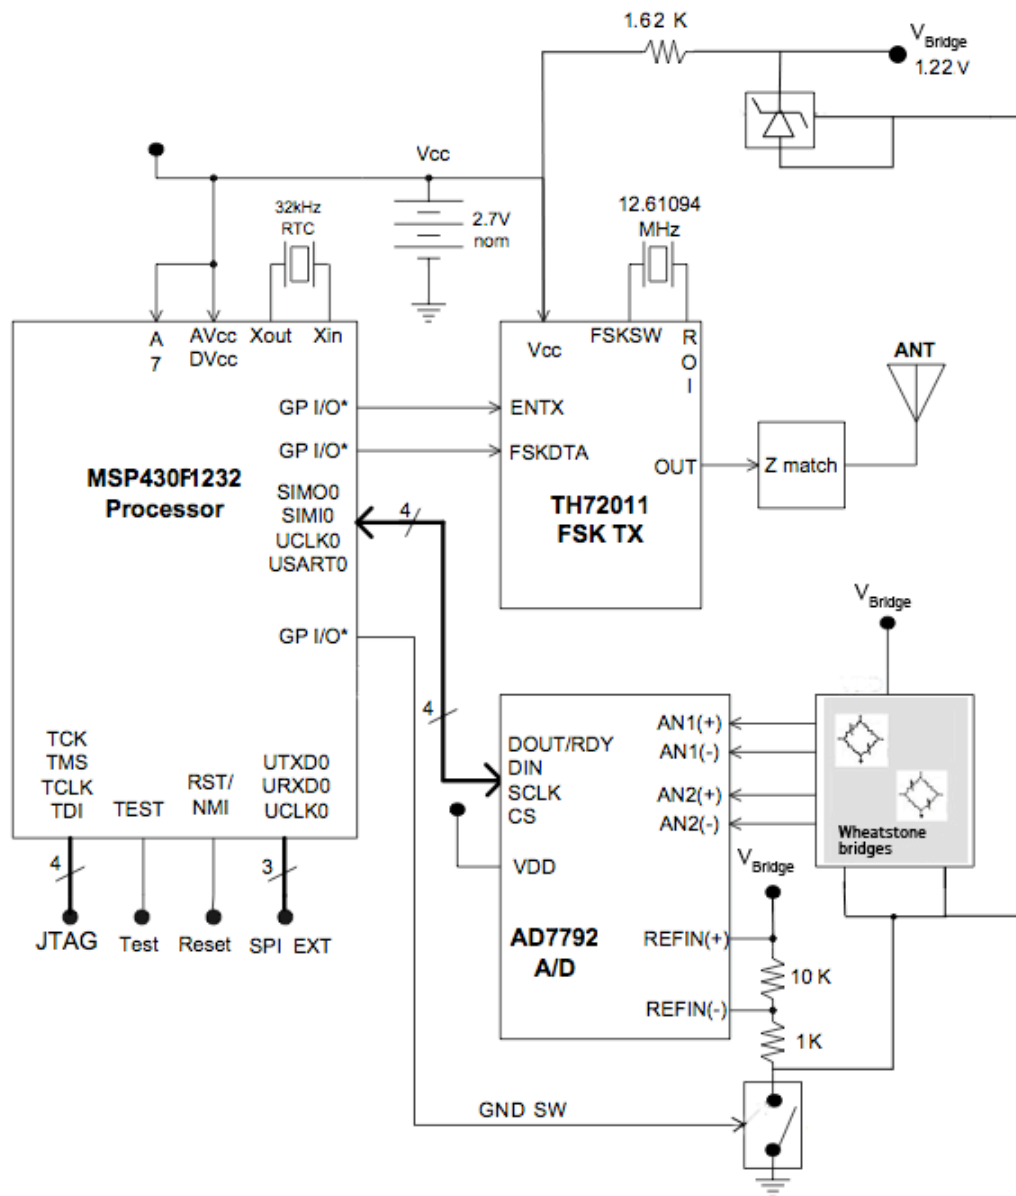 1.62 K
VBridge
1.22 V
Vcc
32kHz
RTC
2.7V
nom
12.61094
MHz
A
7
AVcc
DVcc
Xout
Xin
Vcc
FSKSW
R
O
I
ANT
GP I/O*
ENTX
GP I/O*
FSKDTA
MSP430F1232
Processor
SIMO0
SIMI0
UCLK0
USART0
4
OUT
Z match
TH72011
FSK TX
GP I/O*
VBridge
4
TCK
TMS
TCLK
TDI
TEST
RST/
NMI
UTXD0
URXD0
UCLK0
DOUT/RDY
DIN
SCLK
CS
VDD
AN1(+)
AN1(-)
AN2(+)
AN2(-)
Wheatstone
bridges
4
3
JTAG
Test
Reset
SPI EXT
VBridge
AD7792
A/D
REFIN(+)
10 K
REFIN(-)
1K
GND SW